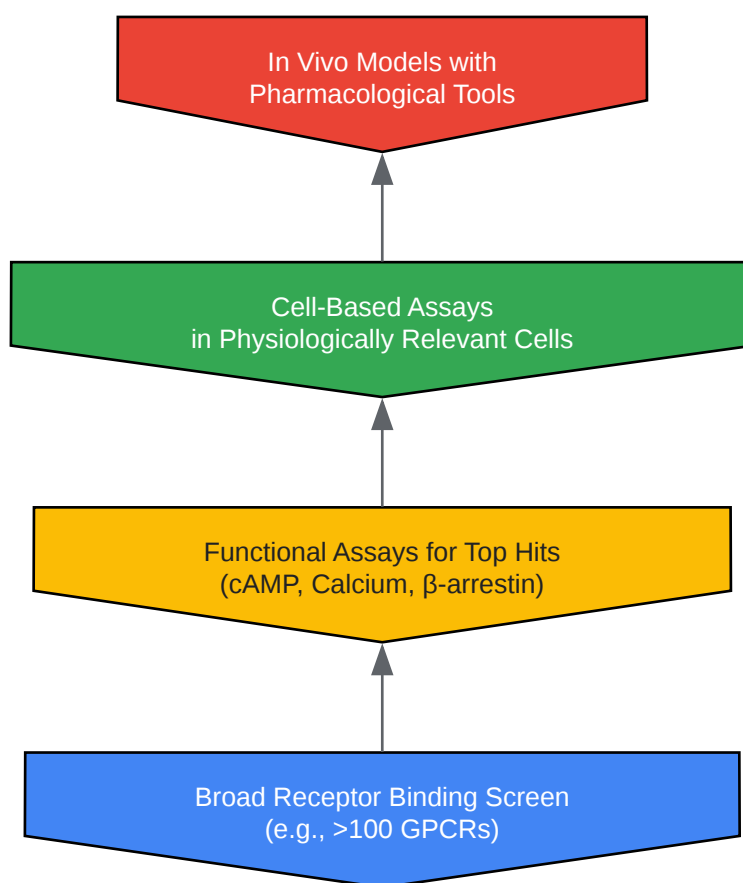 In Vivo Models with
Pharmacological Tools
Cell-Based Assays
in Physiologically Relevant Cells
Functional Assays for Top Hits
(cAMP, Calcium, β-arrestin)
Broad Receptor Binding Screen
(e.g., >100 GPCRs)